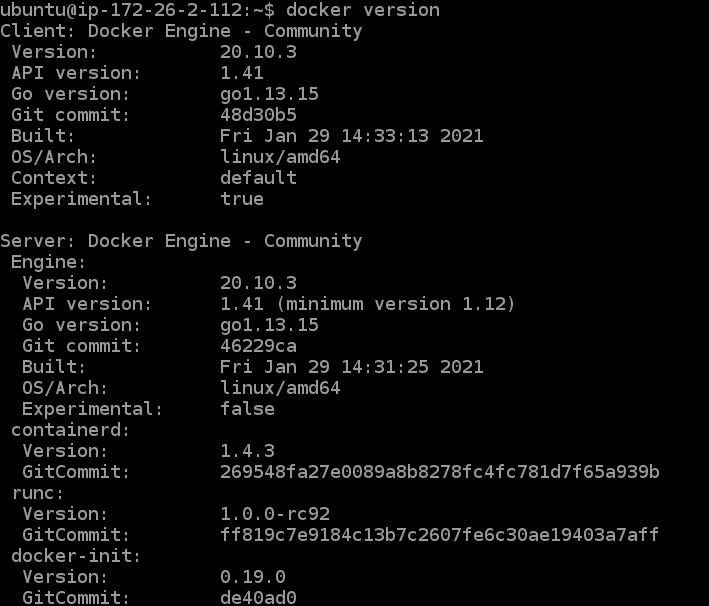 ubuntu@ip-172-26-2-112:~$ docker version
Client: Docker Engine - Community
 Version:           20.10.3
 API version:       1.41
 Go version:        go1.13.15
 Git commit:        48d30b5
 Built:             Fri Jan 29 14:33:13 2021
 OS/Arch:           linux/amd64
 Context:           default
 Experimental:      true

Server: Docker Engine - Community
 Engine:
  Version:          20.10.3
  API version:      1.41 (minimum version 1.12)
  Go version:       go1.13.15
  Git commit:       46229ca
  Built:            Fri Jan 29 14:31:25 2021
  OS/Arch:          linux/amd64
  Experimental:     false
 containerd:
  Version:          1.4.3
  GitCommit:        269548fa27e0089a8b8278fc4fc781d7f65a939b
 runc:
  Version:          1.0.0-rc92
  GitCommit:        ff819c7e9184c13b7c2607fe6c30ae19403a7aff
 docker-init:
  Version:          0.19.0
  GitCommit:        de40ad0